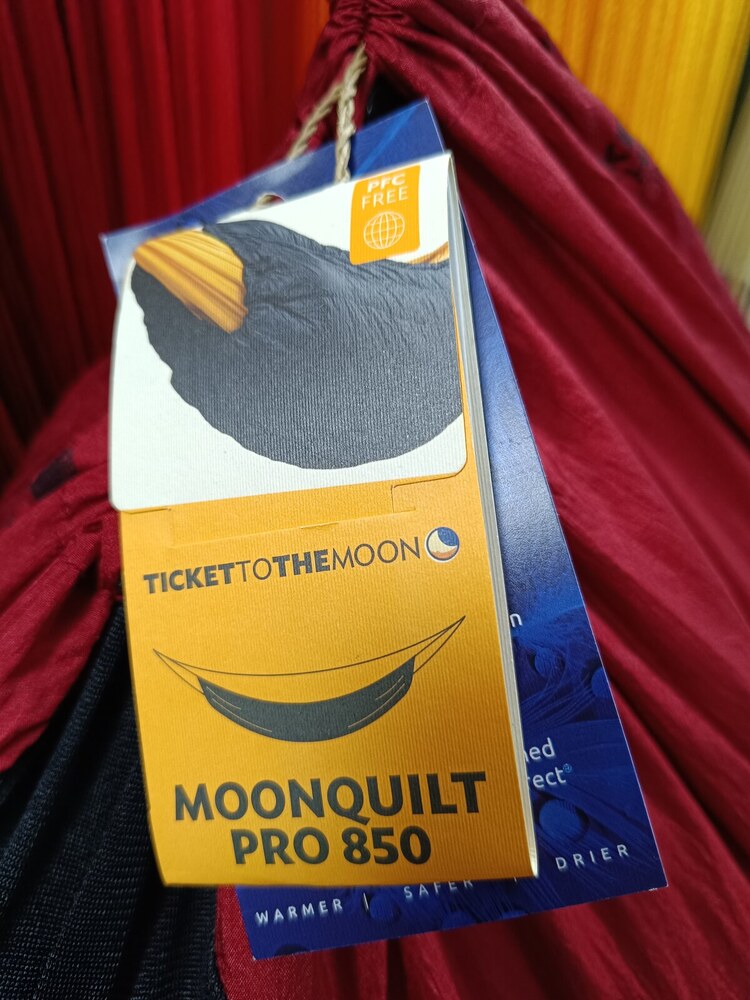 PFC
FREE
TICKETTOTHEMOON
MOONQUILT
PRO 850
WARMER | SAFER | DRIER